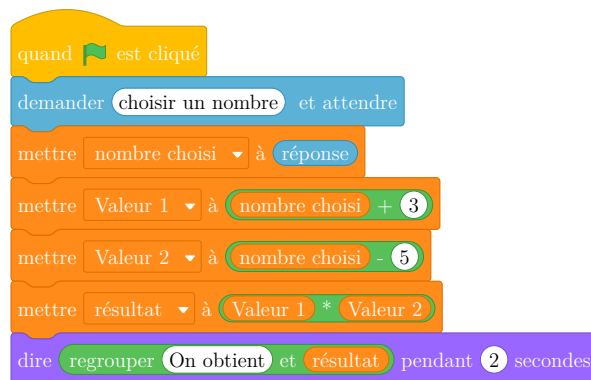 quand est cliqué
demander choisir un nombre et attendre
mettre nombre choisi à réponse
mettre Valeur 1 à nombre choisi + 3
mettre Valeur 2 à nombre choisi - 5
mettre résultat à Valeur 1 * Valeur 2
dire regrouper On obtient et résultat pendant 2 secondes